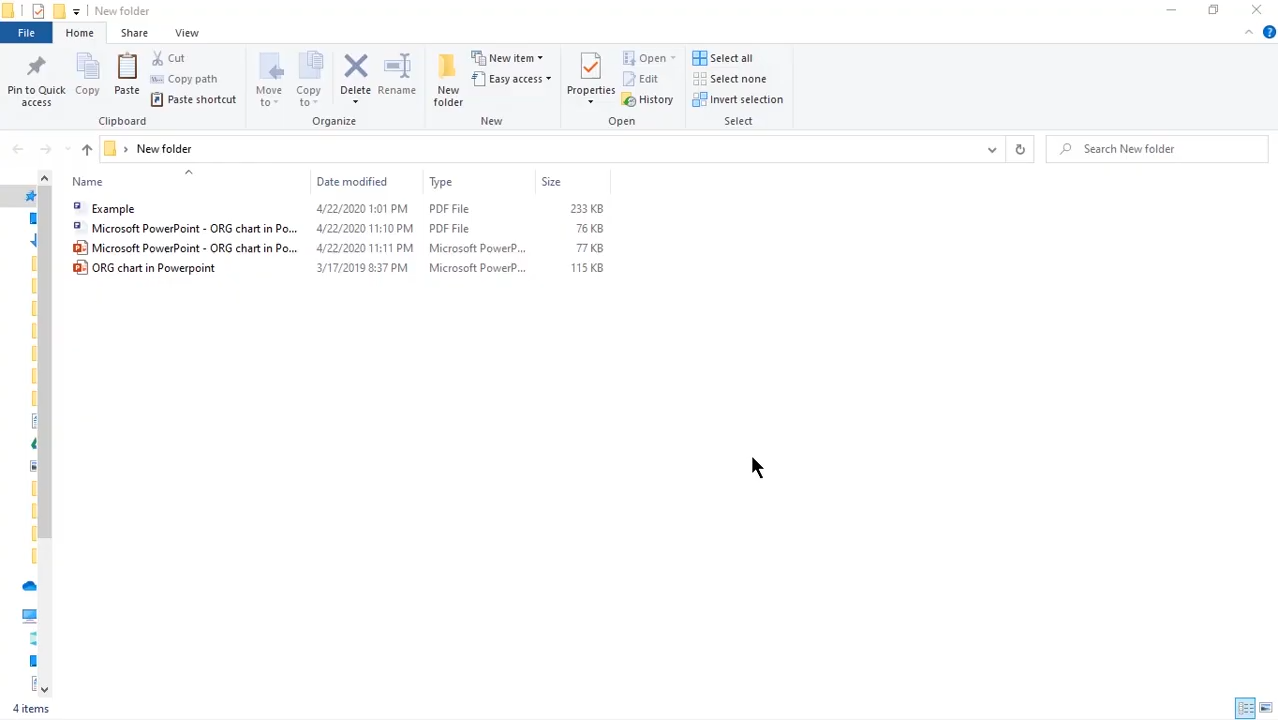 New folder
File Home Share View
Pin to Quick access
Copy
Paste
Cut
Copy path
Paste shortcut
Clipboard
Move to
Copy to
Delete
Rename
Organize
New folder
New item
Easy access
New
Properties
Open
Edit
History
Open
Select all
Select none
Invert selection
Select
New folder
Search New folder
Name Date modified Type Size
Example 4/22/2020 1:01 PM PDF File 233 KB
Microsoft PowerPoint - ORG chart in Po... 4/22/2020 11:10 PM PDF File 76 KB
Microsoft PowerPoint - ORG chart in Po... 4/22/2020 11:11 PM Microsoft PowerP... 77 KB
ORG chart in Powerpoint 3/17/2019 8:37 PM Microsoft PowerP... 115 KB
4 items